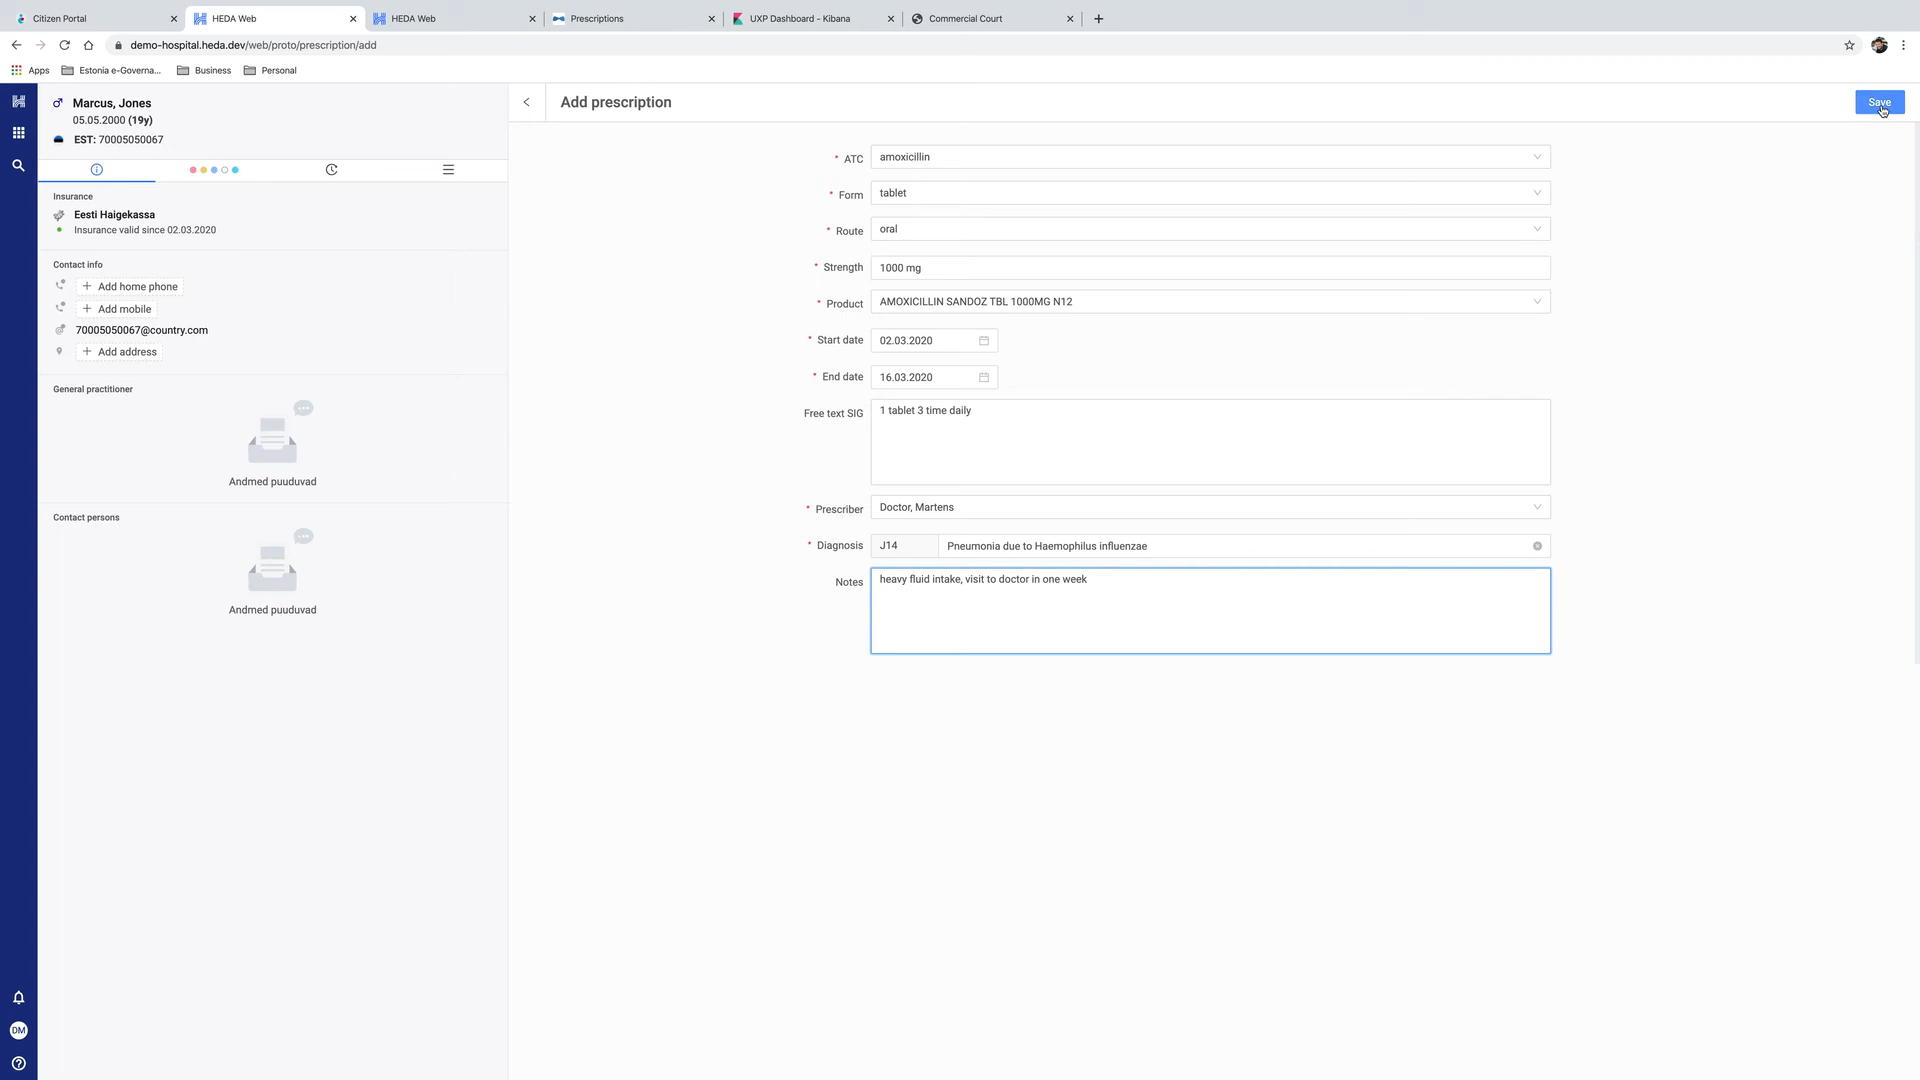 Citizen Portal
HEDA Web
HEDA Web
Prescriptions
UXP Dashboard - Kibana
Commercial Court
demo-hospital.heda.dev/web/proto/prescription/add
Apps
Estonia e-Governa...
Business
Personal
Marcus, Jones
05.05.2000 (19y)
EST: 70005050067
Insurance
Eesti Haigekassa
Insurance valid since 02.03.2020
Contact info
+ Add home phone
+ Add mobile
70005050067@country.com
+ Add address
General practitioner
Andmed puuduvad
Contact persons
Andmed puuduvad
DM
Add prescription
Save
* ATC amoxicillin
* Form tablet
* Route oral
* Strength 1000 mg
* Product AMOXICILLIN SANDOZ TBL 1000MG N12
* Start date 02.03.2020
* End date 16.03.2020
Free text SIG 1 tablet 3 time daily
* Prescriber Doctor, Martens
* Diagnosis J14 Pneumonia due to Haemophilus influenzae
Notes heavy fluid intake, visit to doctor in one week